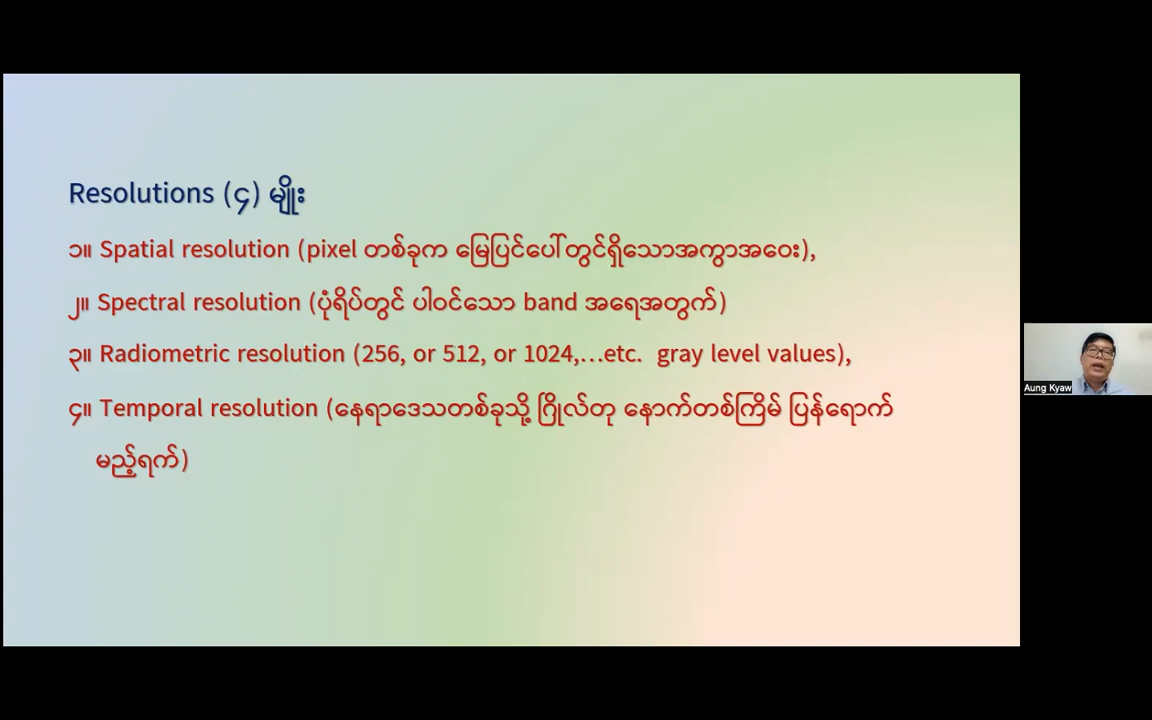 Resolutions (၄) မျိုး
၁။ Spatial resolution (pixel တစ်ခုက မြေပြင်ပေါ်တွင်ရှိသောအကွာအဝေး),
၂။ Spectral resolution (ပုံရိပ်တွင် ပါဝင်သော band အရေအတွက်)
၃။ Radiometric resolution (256, or 512, or 1024,...etc. gray level values),
၄။ Temporal resolution (နေရာဒေသတစ်ခုသို့ ဂြိုလ်တု နောက်တစ်ကြိမ် ပြန်ရောက်
မည့်ရက်)
Aung Kyaw